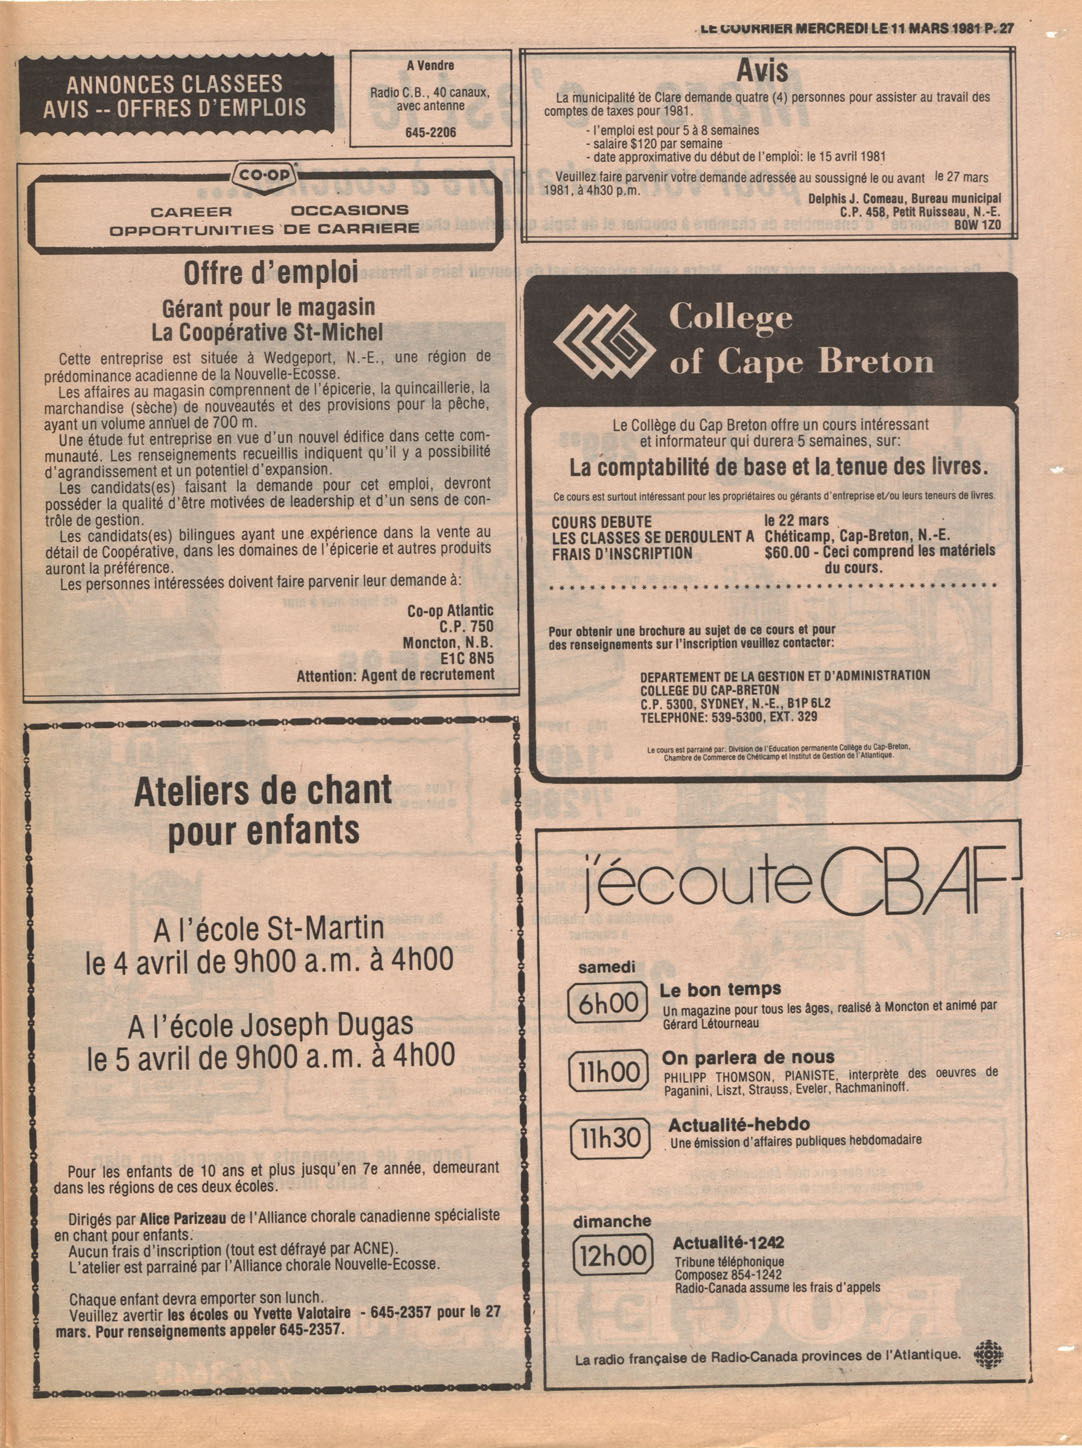 LE COURRIER MERCREDI LE 11 MARS 1981 P. 27
ANNONCES CLASSEES
AVIS -- OFFRES D'EMPLOIS
A Vendre
Radio C.B., 40 canaux,
avec antenne
645-2206
Avis
La municipalité de Clare demande quatre (4) personnes pour assister au travail des
comptes de taxes pour 1981.
- l'emploi est pour 5 à 8 semaines
- salaire $120 par semaine
- date approximative du début de l'emploi: le 15 avril 1981
Veuillez faire parvenir votre demande adressée au soussigné le ou avant le 27 mars
1981, à 4h30 p.m.
Delphis J. Comeau, Bureau municipal
C.P. 458, Petit Ruisseau, N.-E.
B0W 1Z0
CO-OP
CAREER OCCASIONS
OPPORTUNITIES DE CARRIERE
Offre d'emploi
Gérant pour le magasin
La Coopérative St-Michel
Cette entreprise est située à Wedgeport, N.-E., une région de
prédominance acadienne de la Nouvelle-Ecosse.
Les affaires au magasin comprennent de l'épicerie, la quincaillerie, la
marchandise (sèche) de nouveautés et des provisions pour la pêche,
ayant un volume annuel de 700 m.
Une étude fut entreprise en vue d'un nouvel édifice dans cette com-
munauté. Les renseignements recueillis indiquent qu'il y a possibilité
d'agrandissement et un potentiel d'expansion.
Les candidats(es) faisant la demande pour cet emploi, devront
posséder la qualité d'être motivées de leadership et d'un sens de con-
trôle de gestion.
Les candidats(es) bilingues ayant une expérience dans la vente au
détail de Coopérative, dans les domaines de l'épicerie et autres produits
auront la préférence.
Les personnes intéressées doivent faire parvenir leur demande à:
Co-op Atlantic
C.P. 750
Moncton, N.B.
E1C 8N5
Attention: Agent de recrutement
College
of Cape Breton
Le Collège du Cap Breton offre un cours intéressant
et informateur qui durera 5 semaines, sur:
La comptabilité de base et la tenue des livres.
Ce cours est surtout intéressant pour les propriétaires ou gérants d'entreprise et/ou leurs teneurs de livres
COURS DEBUTE le 22 mars
LES CLASSES SE DEROULENT A Chéticamp, Cap-Breton, N.-E.
FRAIS D'INSCRIPTION $60.00 - Ceci comprend les matériels
du cours.
Pour obtenir une brochure au sujet de ce cours et pour
des renseignements sur l'inscription veuillez contacter:
DEPARTEMENT DE LA GESTION ET D'ADMINISTRATION
COLLEGE DU CAP-BRETON
C.P. 5300, SYDNEY, N.-E., B1P 6L2
TELEPHONE: 539-5300, EXT. 329
Le cours est parrainé par: Division de l'Education permanente Collège du Cap-Breton,
Chambre de Commerce de Chéticamp et Institut de Gestion de l'Atlantique.
Ateliers de chant
pour enfants
A l'école St-Martin
le 4 avril de 9h00 a.m. à 4h00
A l'école Joseph Dugas
le 5 avril de 9h00 a.m. à 4h00
Pour les enfants de 10 ans et plus jusqu'en 7e année, demeurant
dans les régions de ces deux écoles.
Dirigés par Alice Parizeau de l'Alliance chorale canadienne spécialiste
en chant pour enfants.
Aucun frais d'inscription (tout est défrayé par ACNE).
L'atelier est parrainé par l'Alliance chorale Nouvelle-Ecosse.
Chaque enfant devra emporter son lunch.
Veuillez avertir les écoles ou Yvette Valotaire - 645-2357 pour le 27
mars. Pour renseignements appeler 645-2357.
j'écoute CBAF
samedi
6h00 Le bon temps
Un magazine pour tous les âges, realisé à Moncton et animé par
Gérard Létourneau
11h00 On parlera de nous
PHILIPP THOMSON, PIANISTE, interprète des oeuvres de
Paganini, Liszt, Strauss, Eveler, Rachmaninoff.
11h30 Actualité-hebdo
Une émission d'affaires publiques hebdomadaire
dimanche
12h00 Actualité-1242
Tribune téléphonique
Composez 854-1242
Radio-Canada assume les frais d'appels
La radio française de Radio-Canada provinces de l'Atlantique.